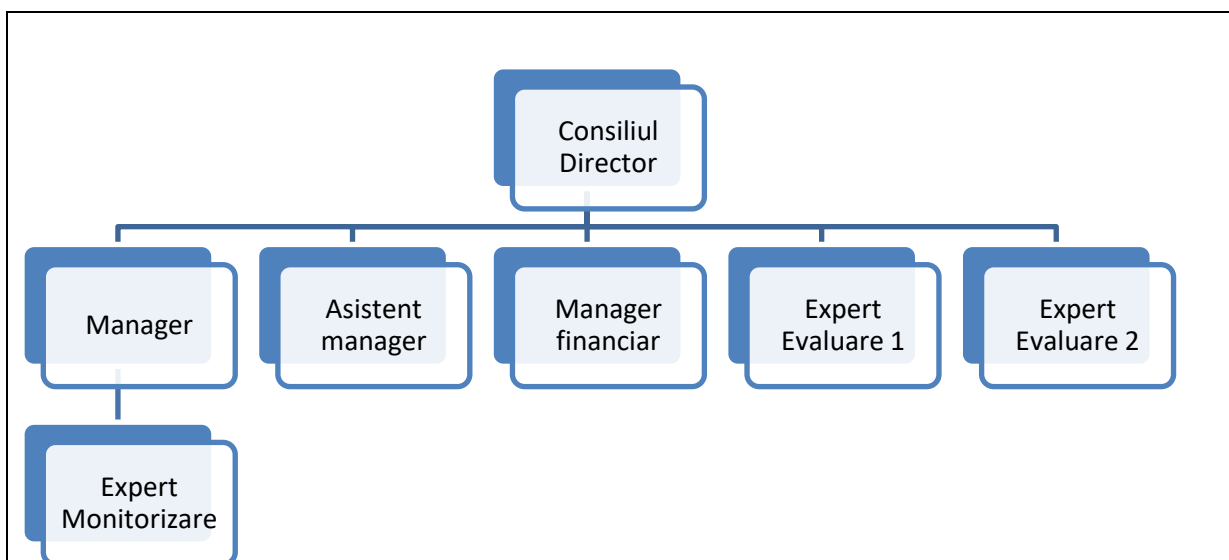 Consiliul
Director
Manager
Asistent
manager
Manager
financiar
Expert
Evaluare 1
Expert
Evaluare 2
Expert
Monitorizare